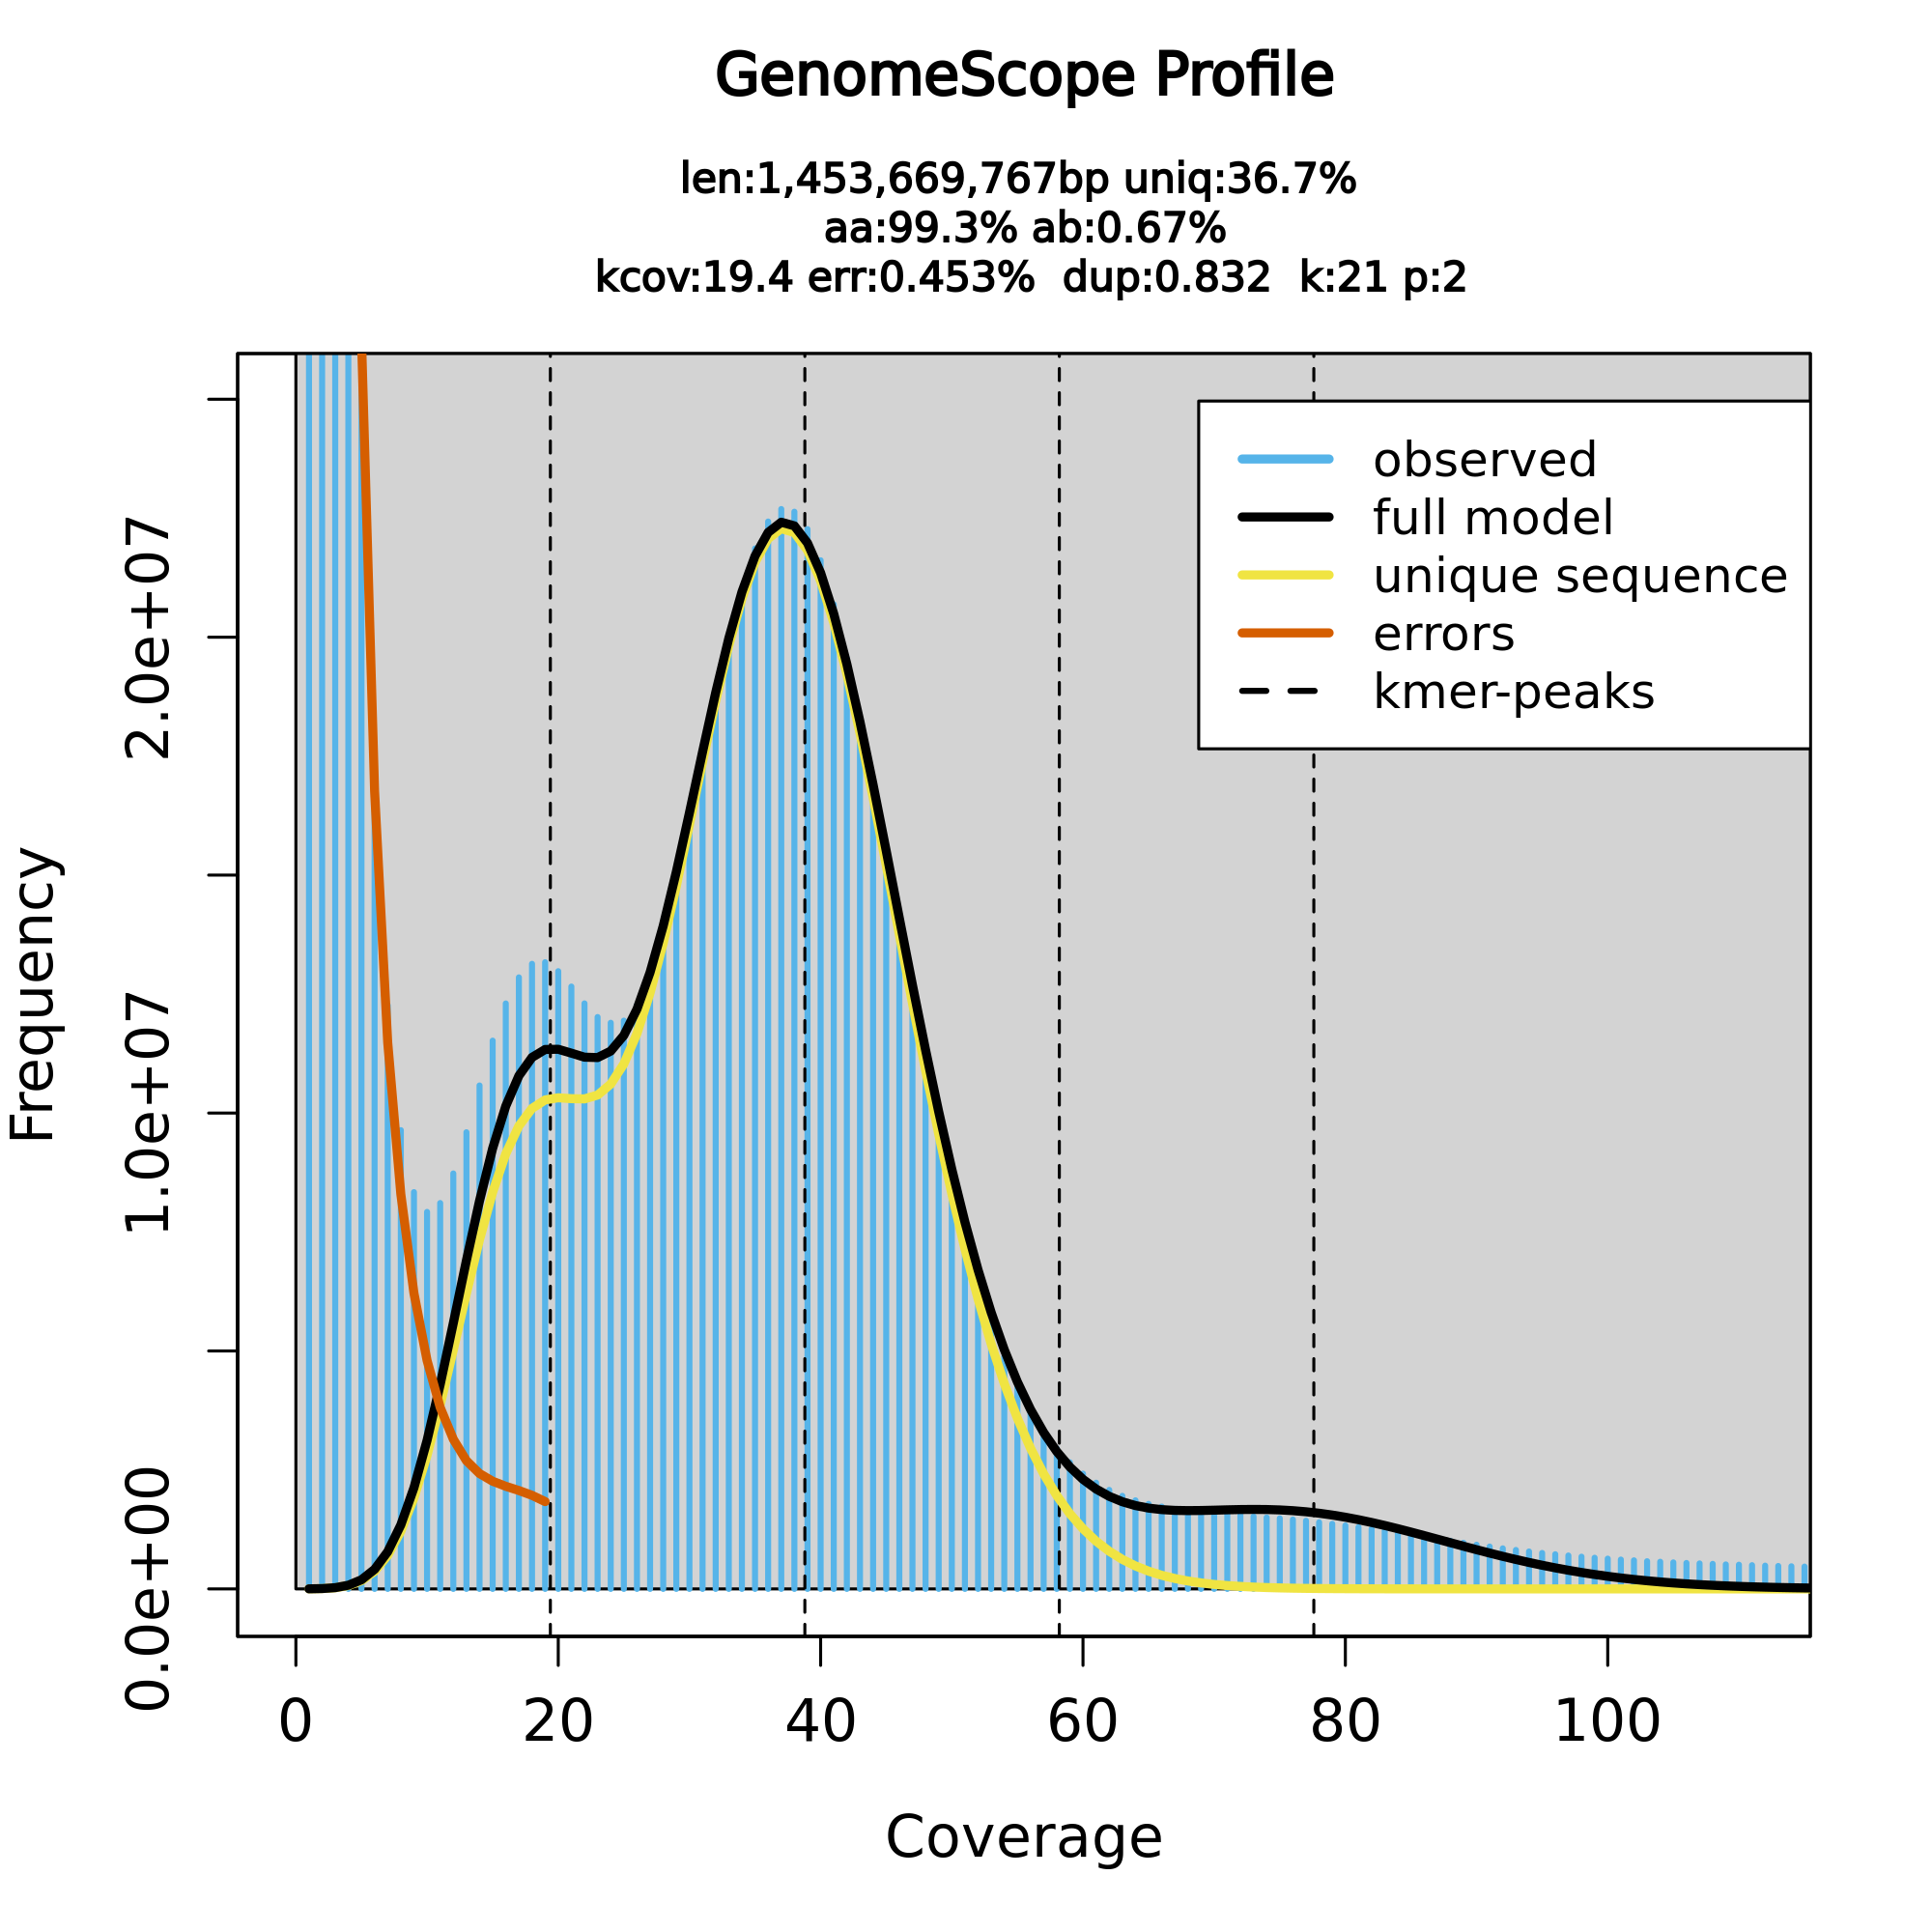 GenomeScope Profile
len:1,453,669,767bp uniq:36.7%
aa:99.3% ab:0.67%
kcov:19.4 err:0.453%  dup:0.832  k:21 p:2
observed
full model
unique sequence
errors
kmer-peaks
Frequency
2.0e+07
1.0e+07
0.0e+00
0 20 40 60 80 100
Coverage